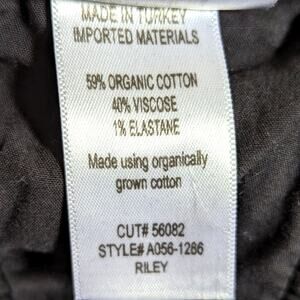 MADE IN TURKEY
IMPORTED MATERIALS
59% ORGANIC COTTON
40% VISCOSE
1% ELASTANE
Made using organically
grown cotton
CUT# 56082
STYLE# A056-1286
RILEY